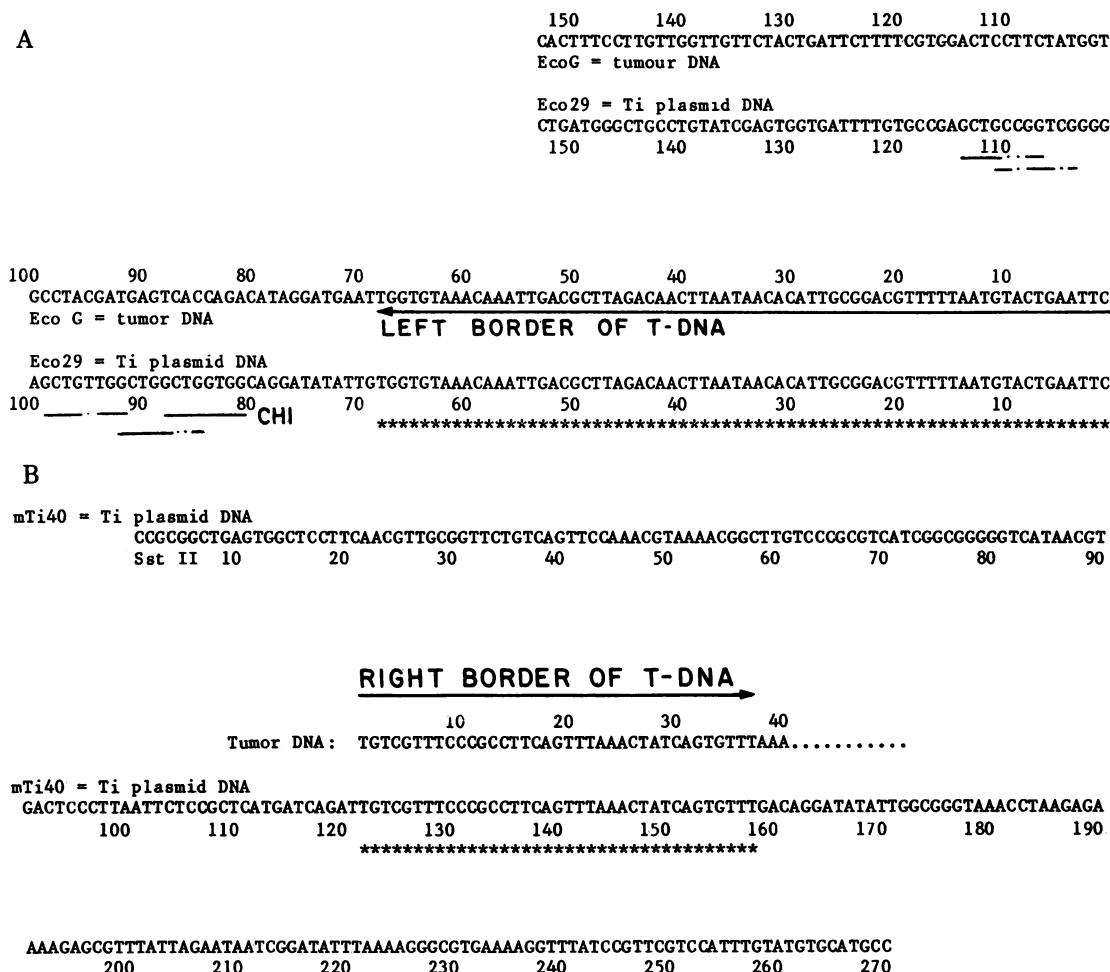 A
150 140 130 120 110
CACTTTCCTTGTTGGTTGTTCTACTGATTCTTTTCGTGGACTCCTTCTATGGT
EcoG = tumour DNA
Eco29 = Ti plasmid DNA
CTGATGGGCTGCCTGTATCGAGTGGTGATTTTGTGCCGAGCTGCCGGTCGGGG
150 140 130 120 110
100 90 80 70 60 50 40 30 20 10
GCCTACGATGAGTCACCAGACATAGGATGAATTGGTGTAAACAAATTGACGCTTAGACAACTTAATAACACATTGCGGACGTTTTTAATGTACTGAATTC
Eco G = tumor DNA
LEFT BORDER OF T-DNA
Eco29 = Ti plasmid DNA
AGCTGTTGGCTGGCTGGTGGCAGGATATATTGTGGTGTAAACAAATTGACGCTTAGACAACTTAATAACACATTGCGGACGTTTTTAATGTACTGAATTC
100 90 80 CHI 70 60 50 40 30 20 10
********************************************************************
B
mTi40 = Ti plasmid DNA
CCGCGGCTGAGTGGCTCCTTCAACGTTGCGGTTCTGTCAGTTCCAAACGTAAAACGGCTTGTCCCGCGTCATCGGCGGGGGTCATAACGT
Sst II 10 20 30 40 50 60 70 80 90
RIGHT BORDER OF T-DNA
10 20 30 40
Tumor DNA: TGTCGTTTCCCGCCTTCAGTTTAAACTATCAGTGTTTAAA...........
mTi40 = Ti plasmid DNA
GACTCCCTTAATTCTCCGCTCATGATCAGATTGTCGTTTCCCGCCTTCAGTTTAAACTATCAGTGTTTGACAGGATATATTGGCGGGTAAACCTAAGAGA
100 110 120 130 140 150 160 170 180 190
*************************************
AAAGAGCGTTTATTAGAATAATCGGATATTTAAAAGGGCGTGAAAAGGTTTATCCGTTCGTCCATTTGTATGTGCATGCC
200 210 220 230 240 250 260 270